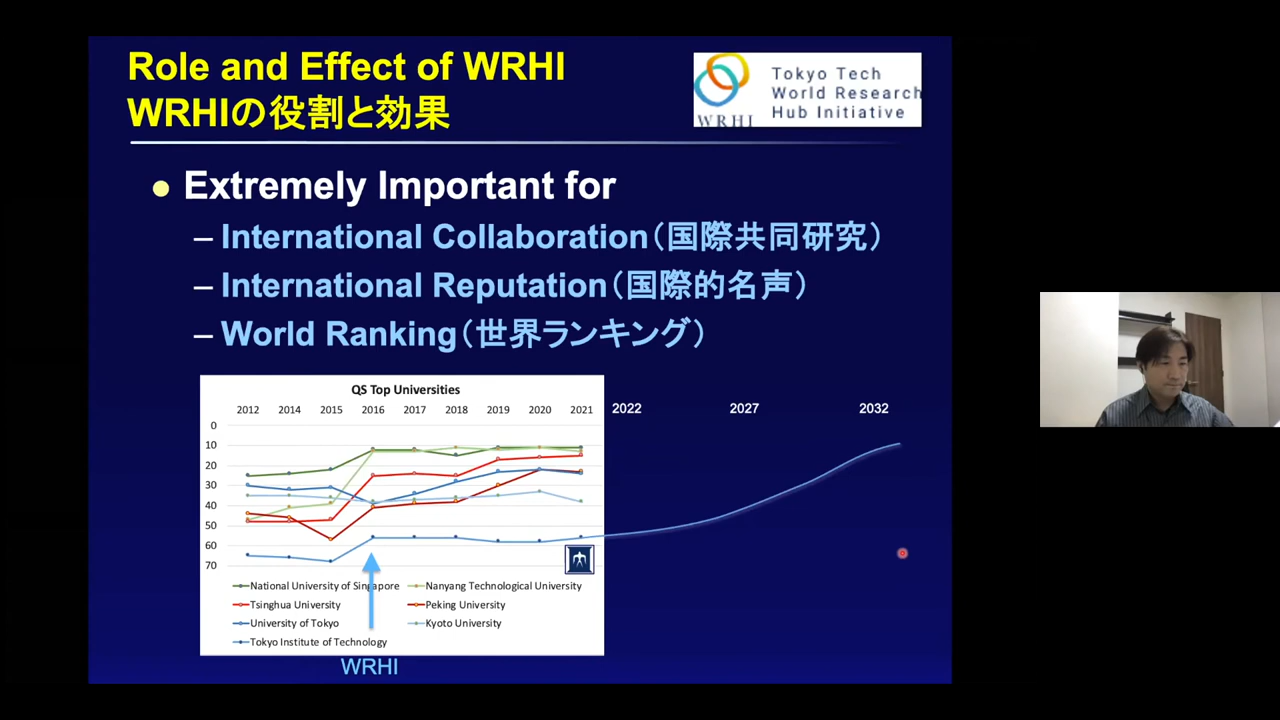 Role and Effect of WRHI
WRHIの役割と効果
WRHI
Tokyo Tech
World Research
Hub Initiative
● Extremely Important for
– International Collaboration（国際共同研究）
– International Reputation（国際的名声）
– World Ranking（世界ランキング）
QS Top Universities
2012 2014 2015 2016 2017 2018 2019 2020 2021 2022 2027 2032
0
10
20
30
40
50
60
70
National University of Singapore Nanyang Technological University
Tsinghua University Peking University
University of Tokyo Kyoto University
Tokyo Institute of Technology
WRHI